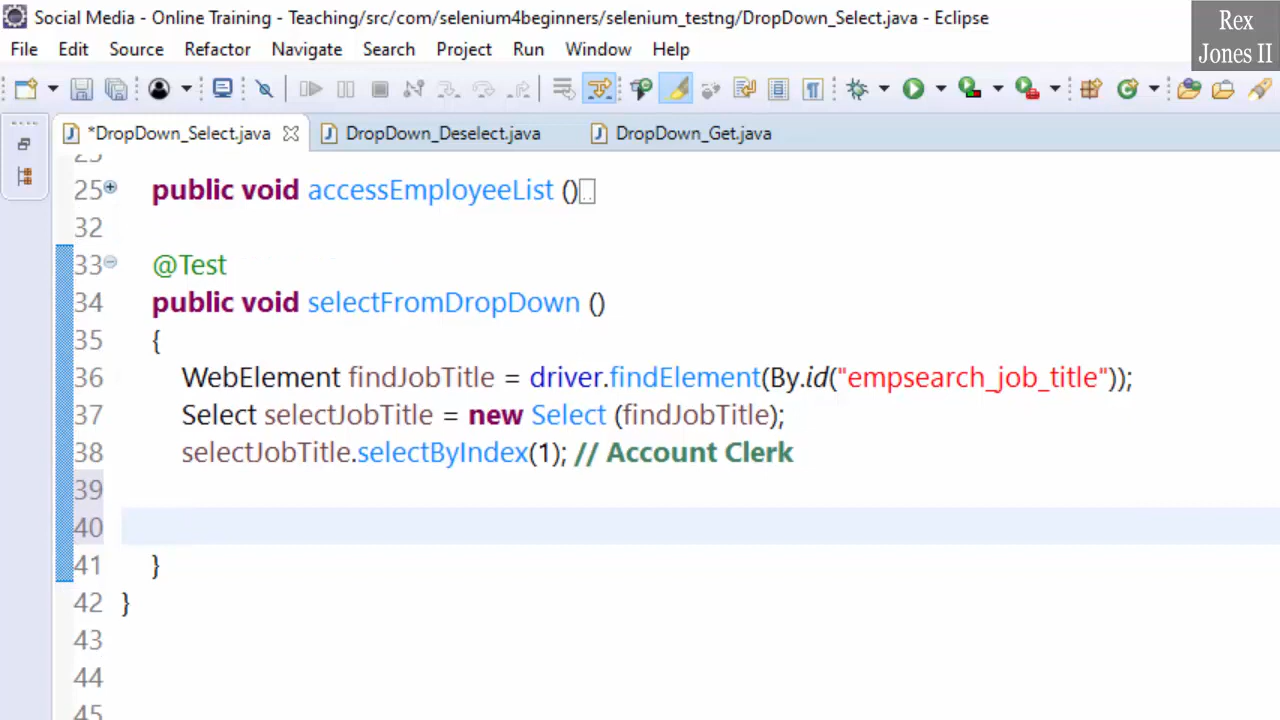 Social Media - Online Training - Teaching/src/com/selenium4beginners/selenium_testng/DropDown_Select.java - Eclipse
Rex
Jones II
File Edit Source Refactor Navigate Search Run Project Run Window Help
*DropDown_Select.java DropDown_Deselect.java DropDown_Get.java
25 public void accessEmployeeList ()
32
33 @Test
34 public void selectFromDropDown ()
35 {
36 WebElement findJobTitle = driver.findElement(By.id("empsearch_job_title"));
37 Select selectJobTitle = new Select (findJobTitle);
38 selectJobTitle.selectByIndex(1); // Account Clerk
39
40
41 }
42 }
43
44
45